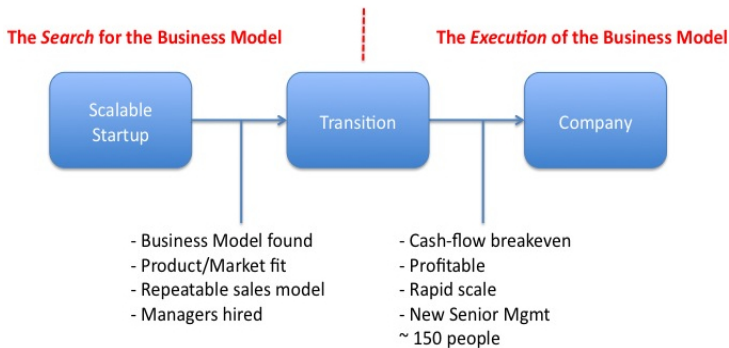 The Search for the Business Model
The Execution of the Business Model
Scalable
Startup
Transition
Company
- Business Model found
- Product/Market fit
- Repeatable sales model
- Managers hired
- Cash-flow breakeven
- Profitable
- Rapid scale
- New Senior Mgmt
~ 150 people